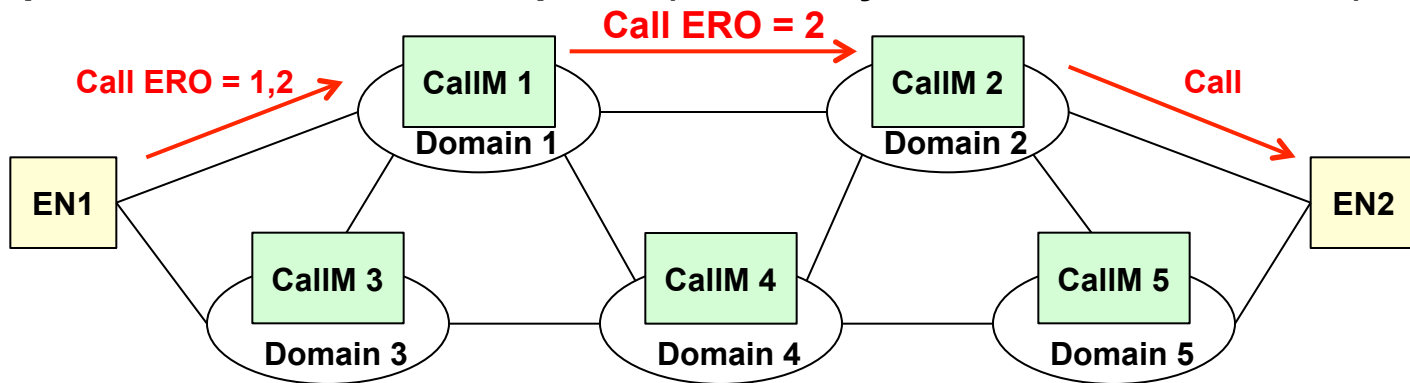 Call ERO = 2
Call ERO = 1,2
CallM 1
CallM 2
Call
Domain 1
Domain 2
EN1
EN2
CallM 3
CallM 4
CallM 5
Domain 3
Domain 4
Domain 5